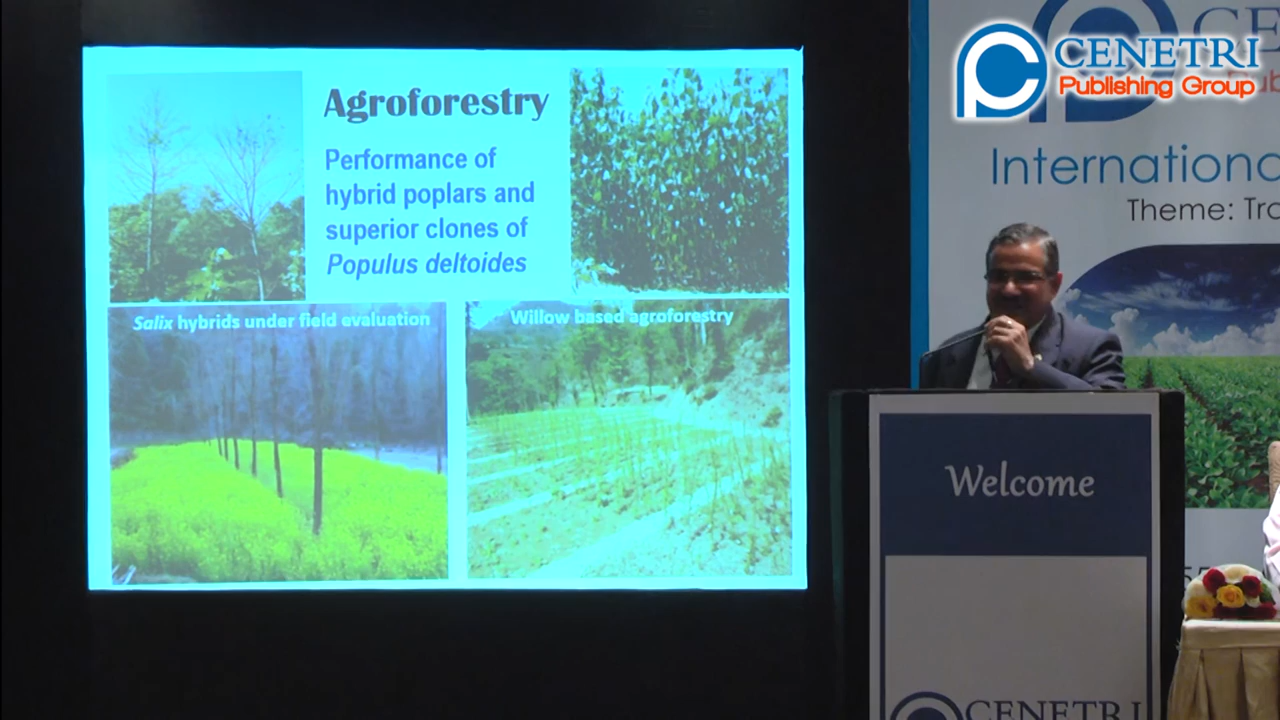 Agroforestry
Performance of
hybrid poplars and
superior clones of
Populus deltoides
Salix hybrids under field evaluation
Willow based agroforestry
CENETRI
Publishing Group
Internationa
Theme: Tra
Welcome
CENETRI